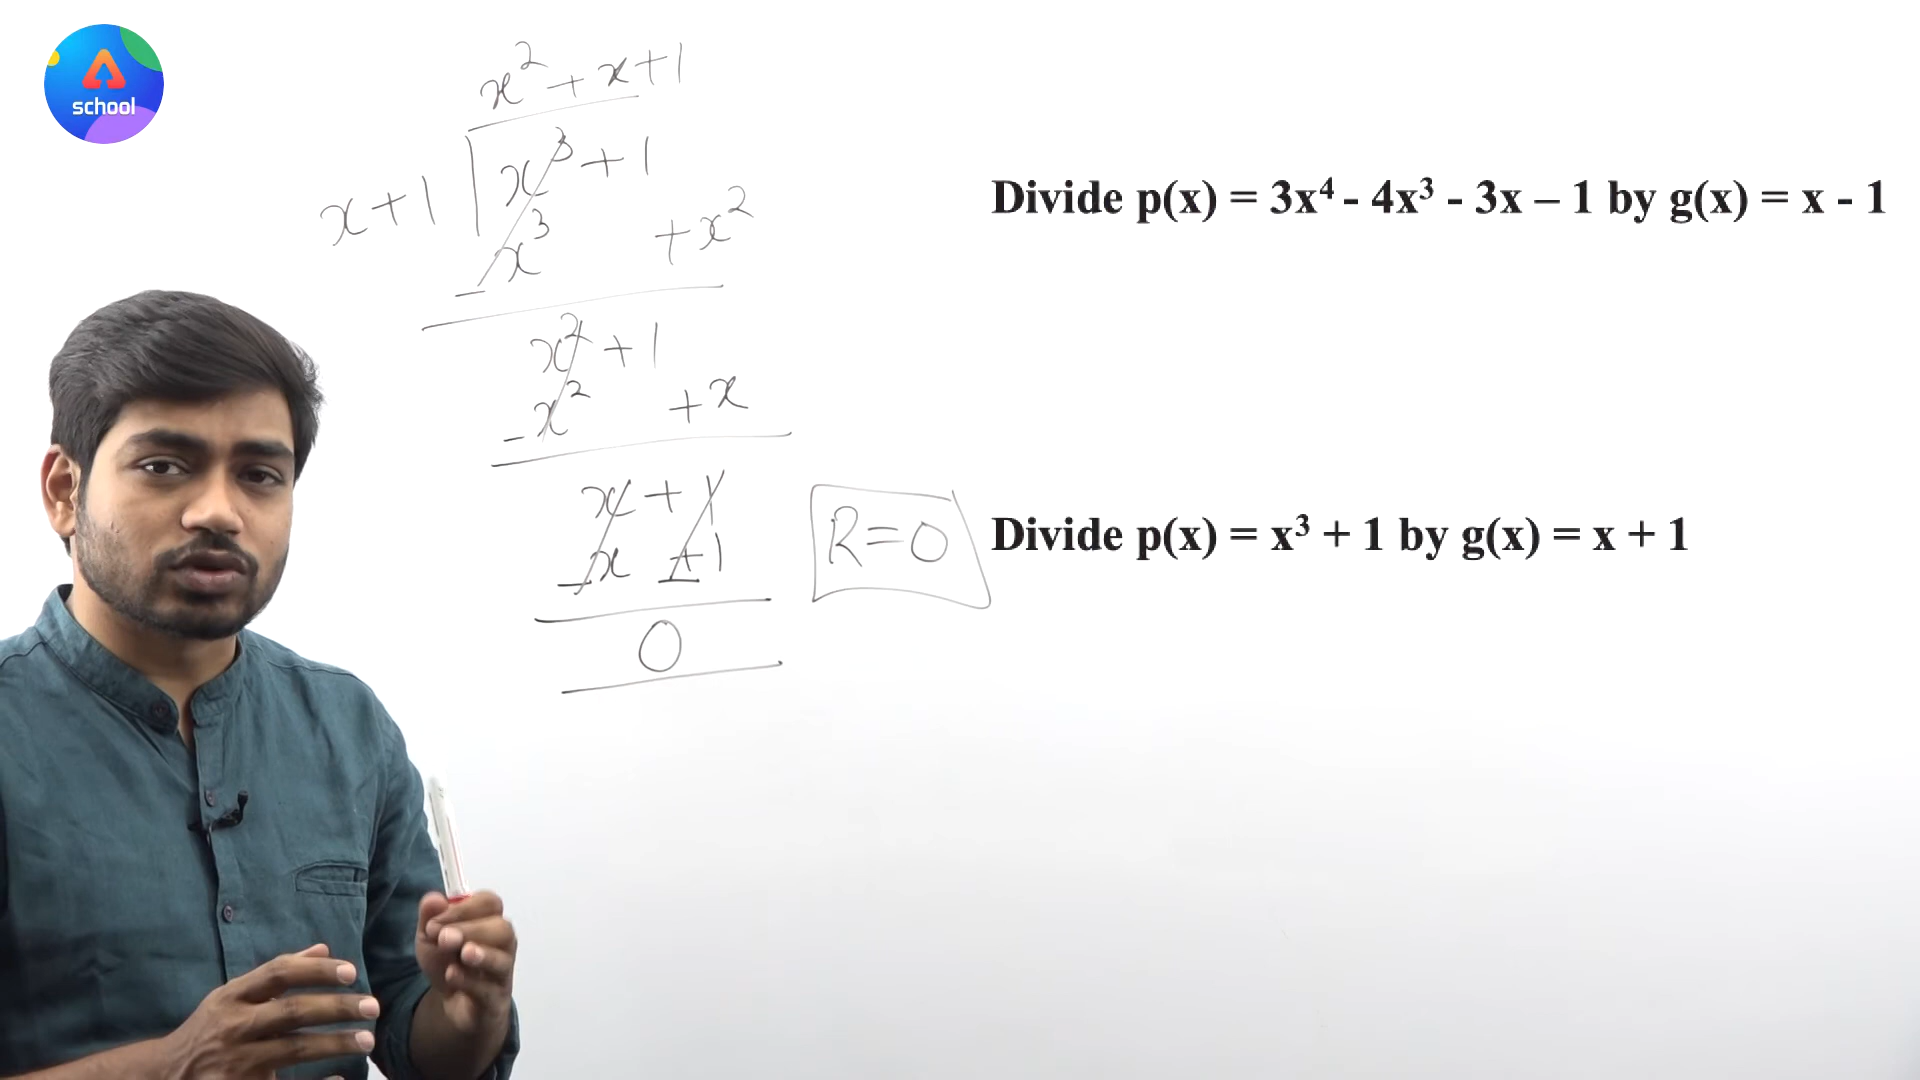 school
x² + x + 1
x + 1 x³ + 1
- x³ + x²
x² + 1
- x² + x
x + 1
- x + 1
0
R = 0
Divide p(x) = 3x⁴ - 4x³ - 3x – 1 by g(x) = x - 1
Divide p(x) = x³ + 1 by g(x) = x + 1